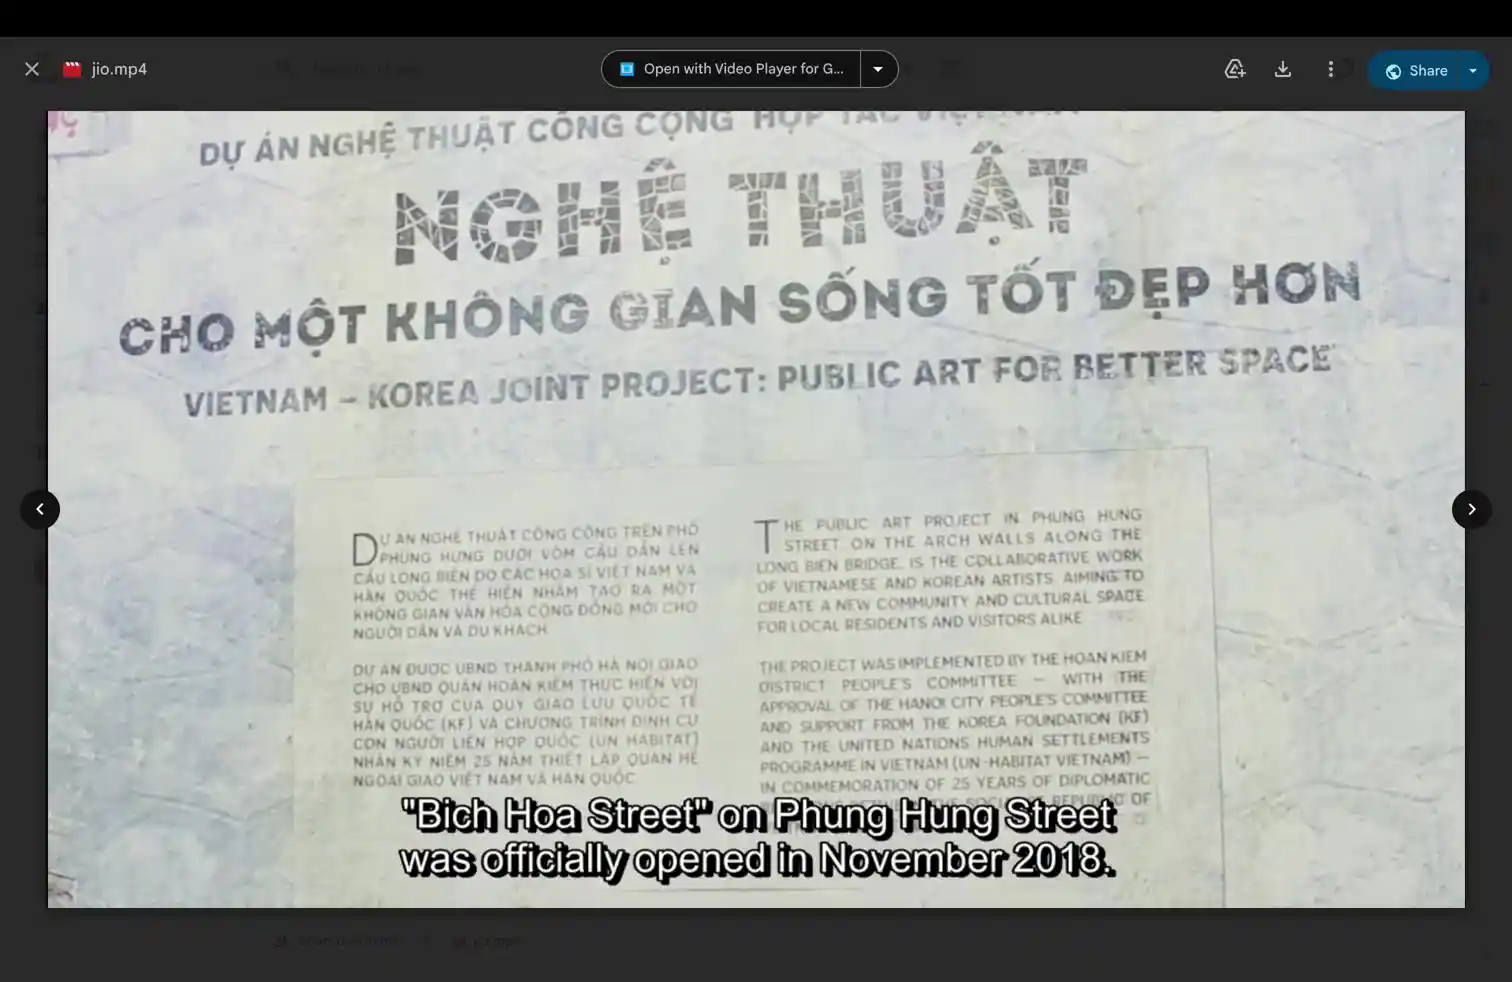 jio.mp4
Open with Video Player for G...
Share
DỰ ÁN NGHỆ THUẬT CÔNG CỘNG HỢP TÁC VIỆT NAM
NGHỆ THUẬT
CHO MỘT KHÔNG GIAN SỐNG TỐT ĐẸP HƠN
VIETNAM – KOREA JOINT PROJECT: PUBLIC ART FOR BETTER SPACE
DỰ ÁN NGHỆ THUẬT CÔNG CỘNG TRÊN PHỐ
PHÙNG HƯNG DƯỚI VÒM CẦU DẪN LÊN
CẦU LONG BIÊN DO CÁC HỌA SĨ VIỆT NAM VÀ
HÀN QUỐC THỂ HIỆN NHẰM TẠO RA MỘT
KHÔNG GIAN VĂN HÓA CỘNG ĐỒNG MỚI CHO
NGƯỜI DÂN VÀ DU KHÁCH
DỰ ÁN ĐƯỢC UBND THÀNH PHỐ HÀ NỘI GIAO
CHO UBND QUẬN HOÀN KIẾM THỰC HIỆN VỚI
SỰ HỖ TRỢ CỦA QUỸ GIAO LƯU QUỐC TẾ
HÀN QUỐC (KF) VÀ CHƯƠNG TRÌNH ĐỊNH CƯ
CON NGƯỜI LIÊN HỢP QUỐC (UN HABITAT)
NHÂN KỶ NIỆM 25 NĂM THIẾT LẬP QUAN HỆ
NGOẠI GIAO VIỆT NAM VÀ HÀN QUỐC
THE PUBLIC ART PROJECT IN PHUNG HUNG
STREET ON THE ARCH WALLS ALONG THE
LONG BIEN BRIDGE, IS THE COLLABORATIVE WORK
OF VIETNAMESE AND KOREAN ARTISTS AIMING TO
CREATE A NEW COMMUNITY AND CULTURAL SPACE
FOR LOCAL RESIDENTS AND VISITORS ALIKE
THE PROJECT WAS IMPLEMENTED BY THE HOAN KIEM
DISTRICT PEOPLE'S COMMITTEE – WITH THE
APPROVAL OF THE HANOI CITY PEOPLE'S COMMITTEE
AND SUPPORT FROM THE KOREA FOUNDATION (KF)
AND THE UNITED NATIONS HUMAN SETTLEMENTS
PROGRAMME IN VIETNAM (UN-HABITAT VIETNAM) –
IN COMMEMORATION OF 25 YEARS OF DIPLOMATIC
REPUBLIC OF
"Bich Hoa Street" on Phung Hung Street
was officially opened in November 2018.